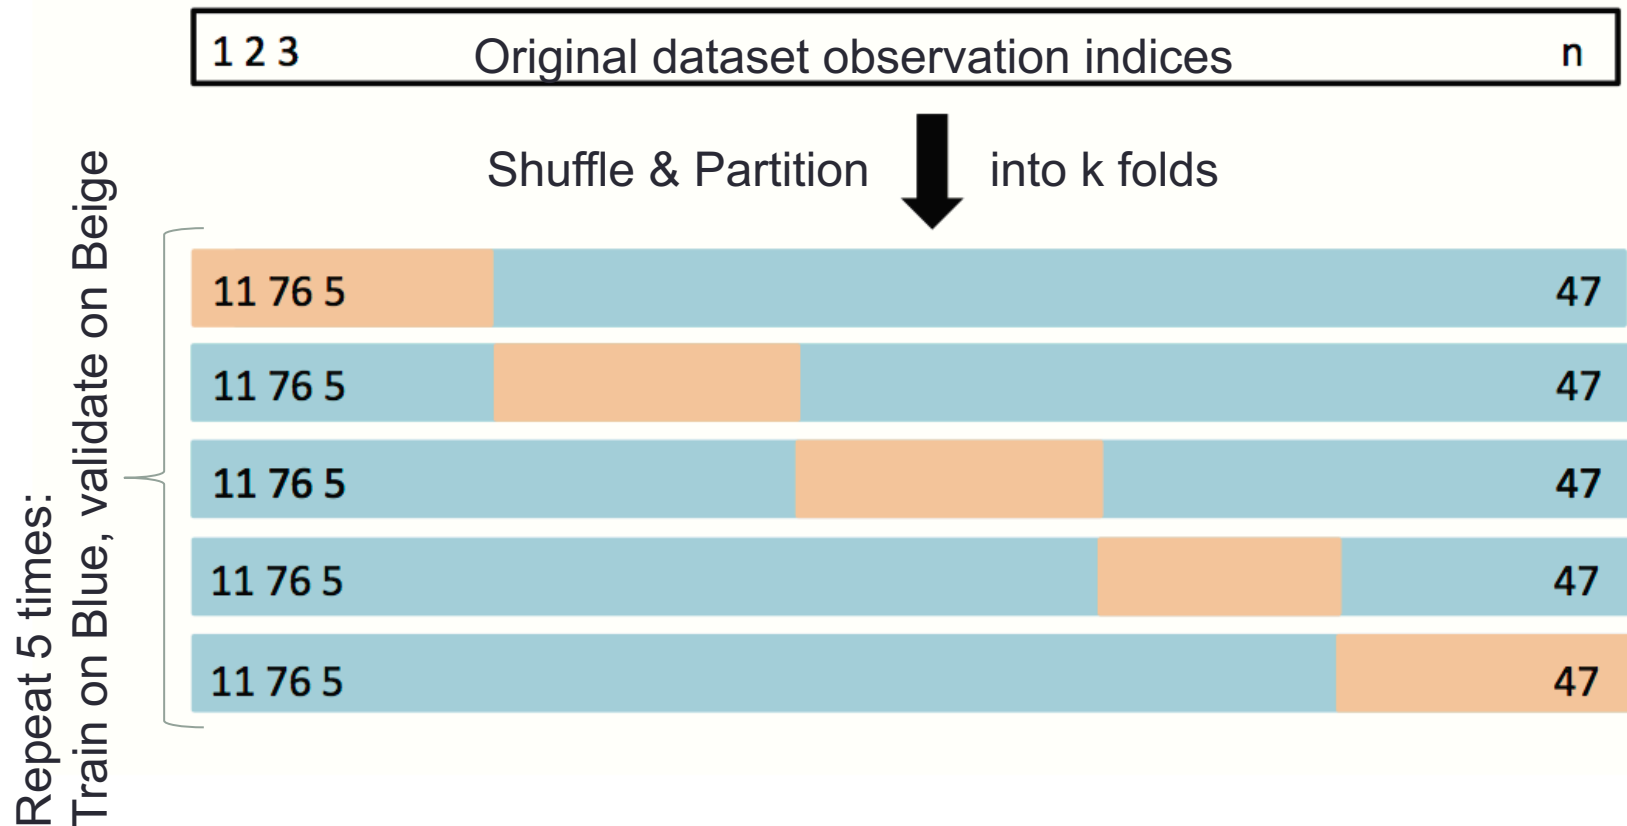 1 2 3 Original dataset observation indices n
Shuffle & Partition into k folds
Repeat 5 times:
Train on Blue, validate on Beige
11 76 5 47
11 76 5 47
11 76 5 47
11 76 5 47
11 76 5 47